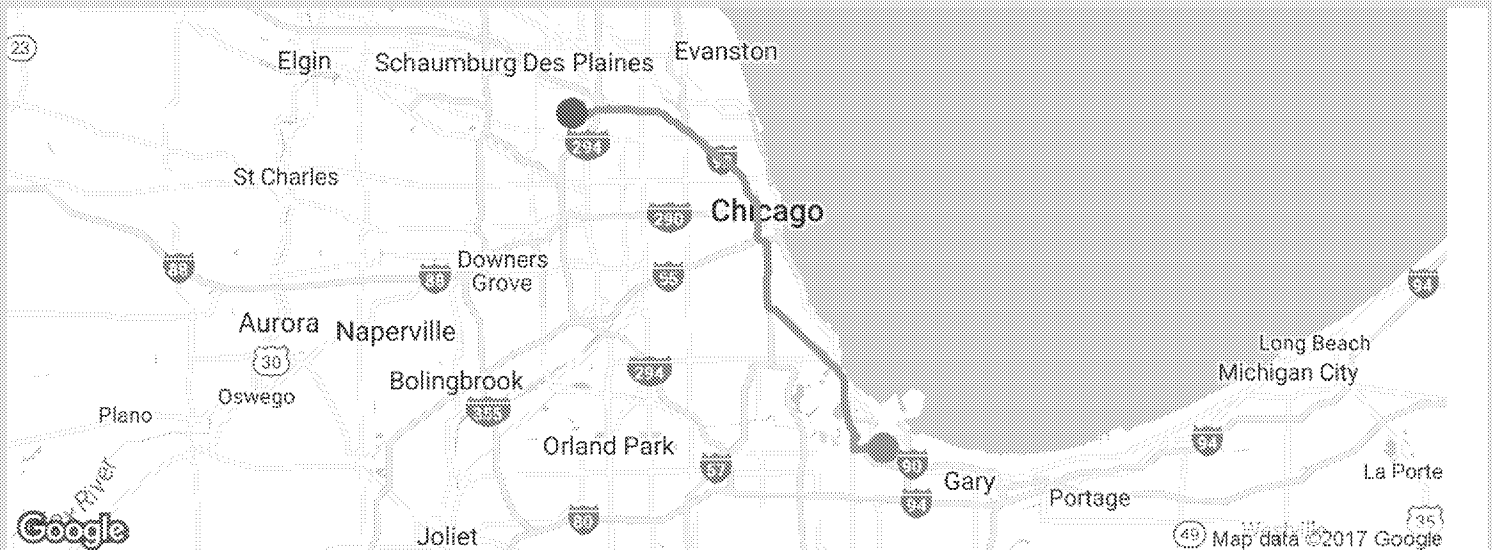 23
Elgin
Schaumburg Des Plaines
Evanston
294
St Charles
290
Chicago
88
88
Downers
Grove
55
Aurora
Naperville
30
294
Long Beach
Michigan City
94
Bolingbrook
355
Oswego
Plano
Orland Park
57
90
94
94
Gary
Portage
La Porte
River
Google
Joliet
80
35
49
Map data ©2017 Google